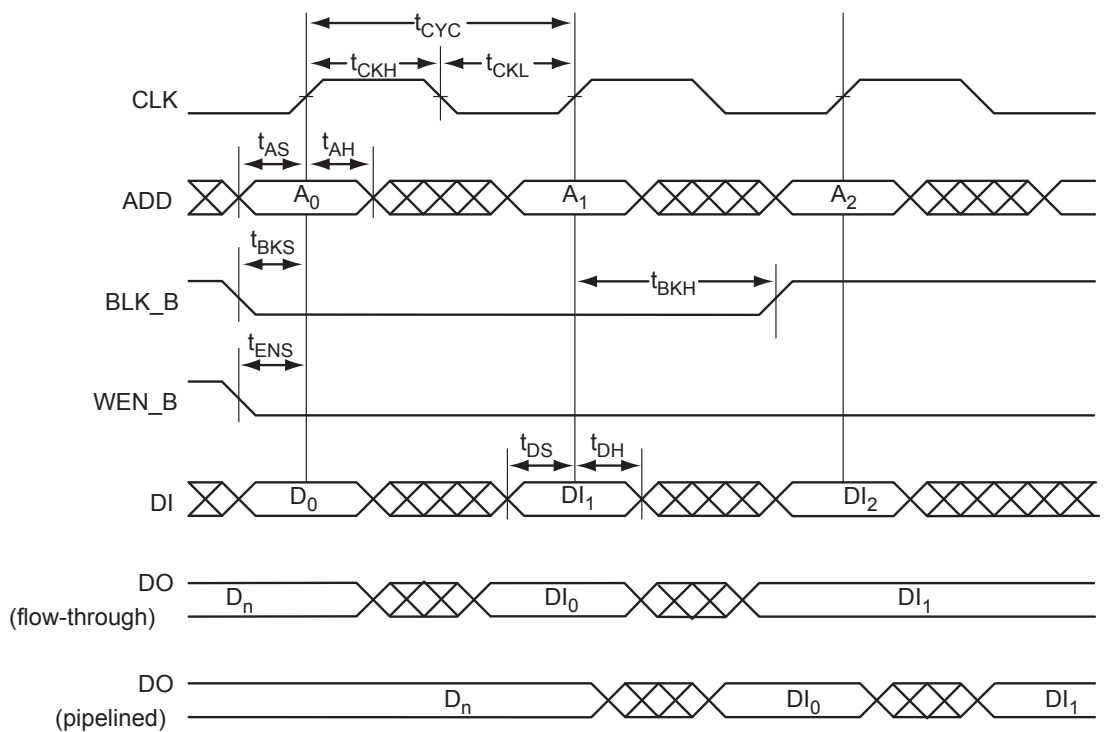 tCYC
tCKH tCKL
CLK
tAS tAH
ADD A0 A1 A2
tBKS
BLK_B tBKH
tENS
WEN_B
tDS tDH
DI D0 DI1 DI2
DO
(flow-through) Dn DI0 DI1
DO
(pipelined) Dn DI0 DI1